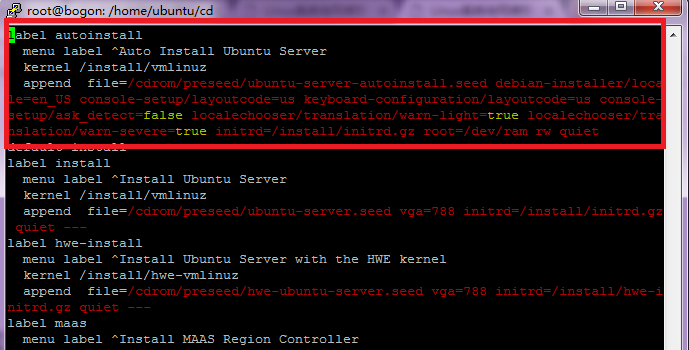 root@bogon: /home/ubuntu/cd
label autoinstall
menu label ^Auto Install Ubuntu Server
kernel /install/vmlinuz
append  file=/cdrom/preseed/ubuntu-server-autoinstall.seed debian-installer/loca
le=en_US console-setup/layoutcode=us keyboard-configuration/layoutcode=us console-
setup/ask_detect=false localechooser/translation/warn-light=true localechooser/tra
nslation/warn-severe=true initrd=/install/initrd.gz root=/dev/ram rw quiet
default install
label install
menu label ^Install Ubuntu Server
kernel /install/vmlinuz
append  file=/cdrom/preseed/ubuntu-server.seed vga=788 initrd=/install/initrd.gz
quiet ---
label hwe-install
menu label ^Install Ubuntu Server with the HWE kernel
kernel /install/hwe-vmlinuz
append  file=/cdrom/preseed/hwe-ubuntu-server.seed vga=788 initrd=/install/hwe-i
nitrd.gz quiet ---
label maas
menu label ^Install MAAS Region Controller